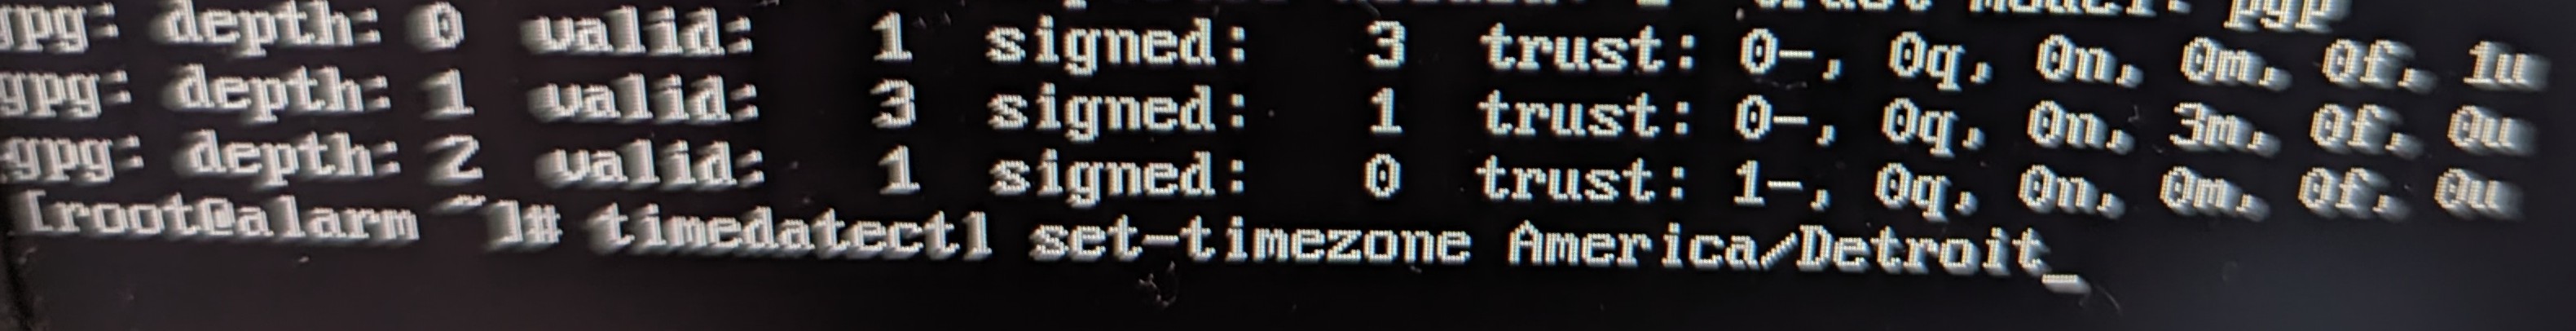 trust model: pgp
gpg: depth: 0  valid:   1  signed:   3  trust: 0-, 0q, 0n, 0m, 0f, 1u
gpg: depth: 1  valid:   3  signed:   1  trust: 0-, 0q, 0n, 3m, 0f, 0u
gpg: depth: 2  valid:   1  signed:   0  trust: 1-, 0q, 0n, 0m, 0f, 0u
[root@alarm ~]# timedatectl set-timezone America/Detroit_